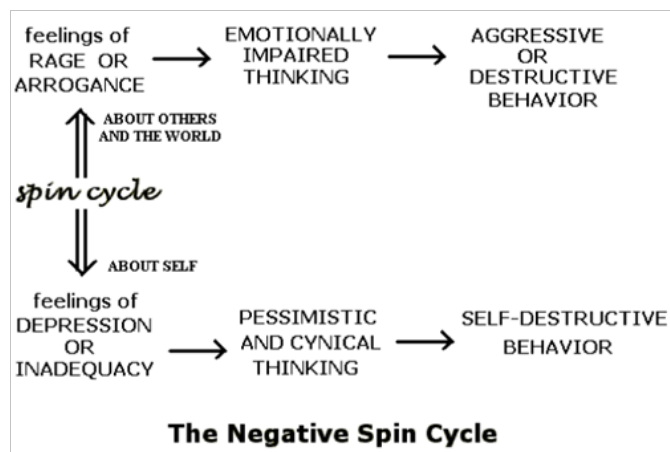 feelings of
RAGE OR
ARROGANCE
EMOTIONALLY
IMPAIRED
THINKING
AGGRESSIVE
OR
DESTRUCTIVE
BEHAVIOR
ABOUT OTHERS
AND THE WORLD
spin cycle
ABOUT SELF
feelings of
DEPRESSION
OR
INADEQUACY
PESSIMISTIC
AND CYNICAL
THINKING
SELF-DESTRUCTIVE
BEHAVIOR
The Negative Spin Cycle